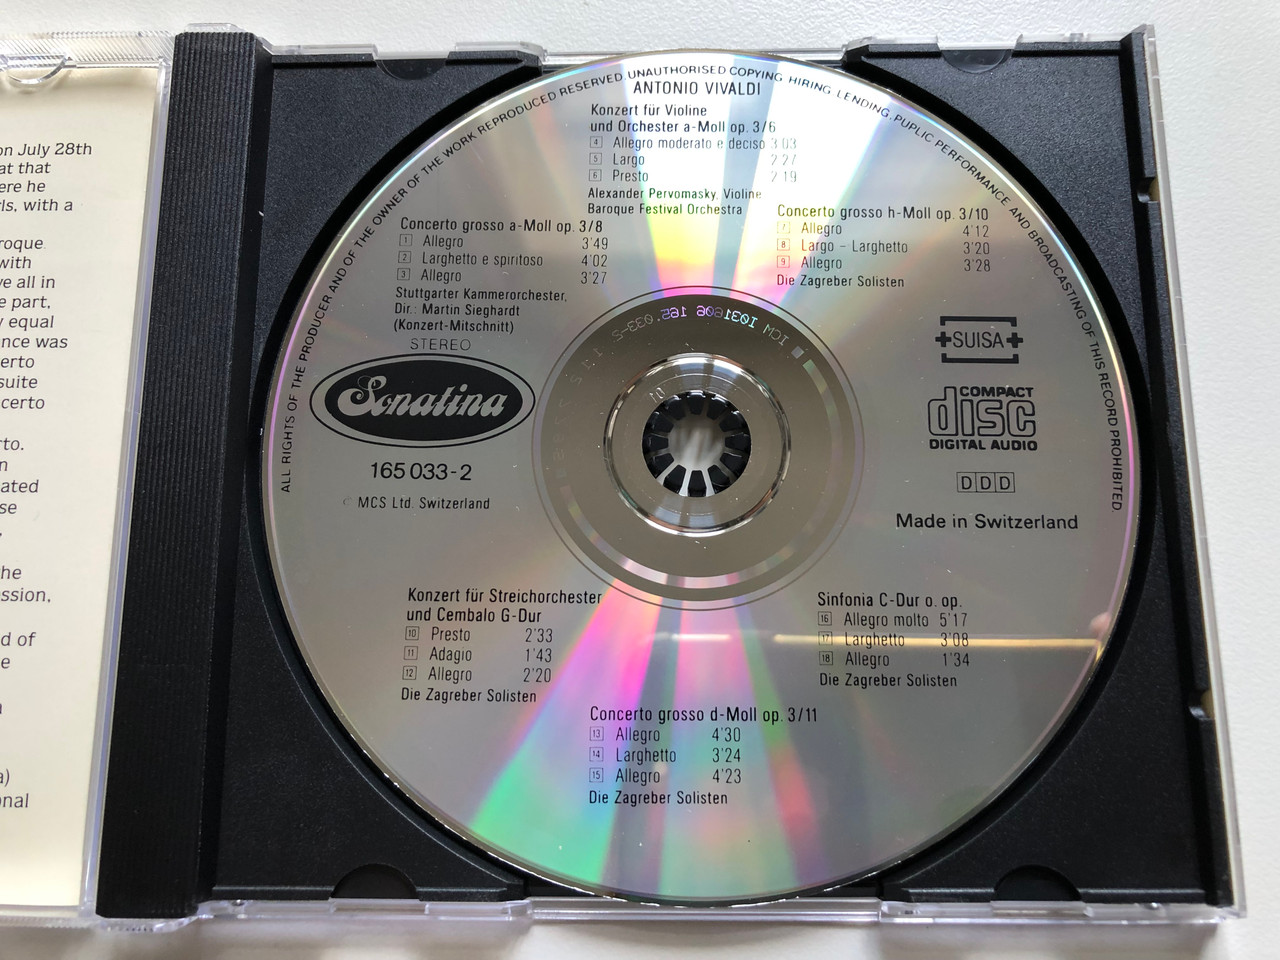 on July 28th
at that
ere he
ls, with a
roque
with
ve all in
e part,
y equal
ence was
erto
suite
certo
rto.
n
ated
se
the
ssion,
d of
e
a)
onal
ALL RIGHTS OF THE PRODUCER AND OF THE OWNER OF THE WORK REPRODUCED RESERVED. UNAUTHORISED COPYING HIRING LENDING, PUPLIC PERFORMANCE AND BROADCASTING OF THIS RECORD PROHIBITED.
ANTONIO VIVALDI
Konzert für Violine
und Orchester a-Moll op. 3/6
4 Allegro moderato e deciso 3'03
5 Largo 2'27
6 Presto 2'19
Alexander Pervomasky, Violine
Baroque Festival Orchestra
Concerto grosso a-Moll op. 3/8
1 Allegro 3'49
2 Larghetto e spiritoso 4'02
3 Allegro 3'27
Stuttgarter Kammerorchester,
Dir.: Martin Sieghardt
(Konzert-Mitschnitt)
STEREO
Sonatina
165 033-2
MCS Ltd. Switzerland
Concerto grosso h-Moll op. 3/10
7 Allegro 4'12
8 Largo - Larghetto 3'20
9 Allegro 3'28
Die Zagreber Solisten
SUISA
COMPACT
disc
DIGITAL AUDIO
DDD
Made in Switzerland
Konzert für Streichorchester
und Cembalo G-Dur
10 Presto 2'33
11 Adagio 1'43
12 Allegro 2'20
Die Zagreber Solisten
Sinfonia C-Dur o. op.
16 Allegro molto 5'17
17 Larghetto 3'08
18 Allegro 1'34
Die Zagreber Solisten
Concerto grosso d-Moll op. 3/11
13 Allegro 4'30
14 Larghetto 3'24
15 Allegro 4'23
Die Zagreber Solisten